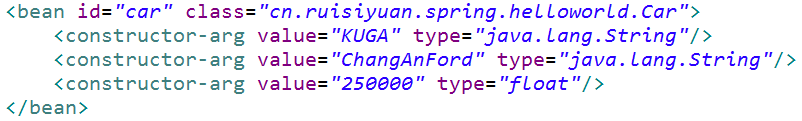 <bean id="car" class="cn.ruisiyuan.spring.helloworld.Car">
    <constructor-arg value="KUGA" type="java.lang.String"/>
    <constructor-arg value="ChangAnFord" type="java.lang.String"/>
    <constructor-arg value="250000" type="float"/>
</bean>